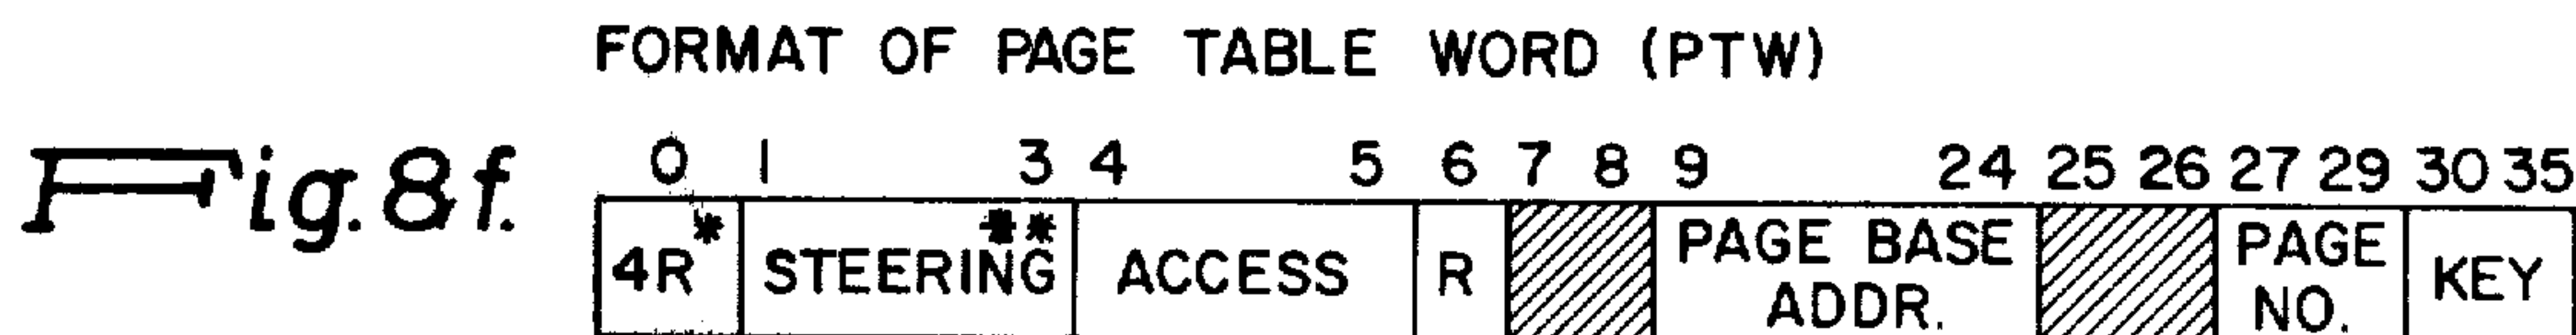 FORMAT OF PAGE TABLE WORD (PTW)
Fig. 8f.
0 1 3 4 5 6 7 8 9 24 25 26 27 29 30 35
4R* STEERING** ACCESS R PAGE BASE ADDR. PAGE NO. KEY